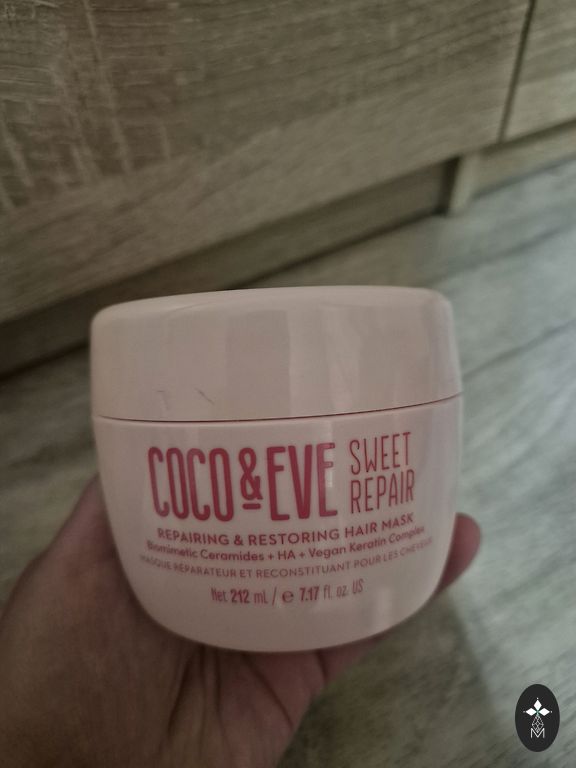 COCO & EVE SWEET REPAIR
REPAIRING & RESTORING HAIR MASK
Biomimetic Ceramides + HA + Vegan Keratin Complex
MASQUE RÉPARATEUR ET RECONSTITUANT POUR LES CHEVEUX
Net 212 mL / ℮ 7.17 fl. oz. US
M